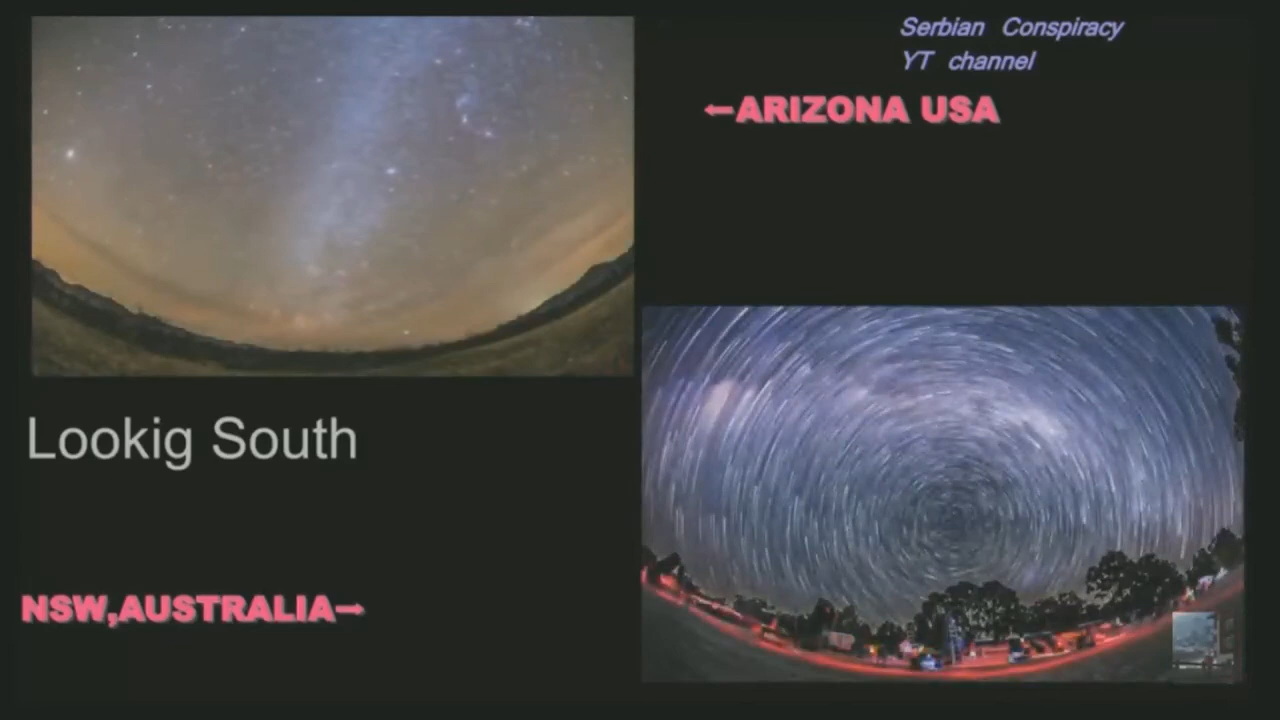 Serbian Conspiracy
YT channel
←ARIZONA USA
Lookig South
NSW,AUSTRALIA→